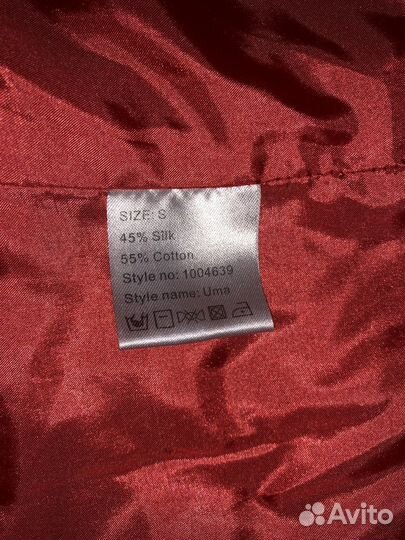 SIZE: S
45% Silk
55% Cotton
Style no: 1004639
Style name: Uma
Avito